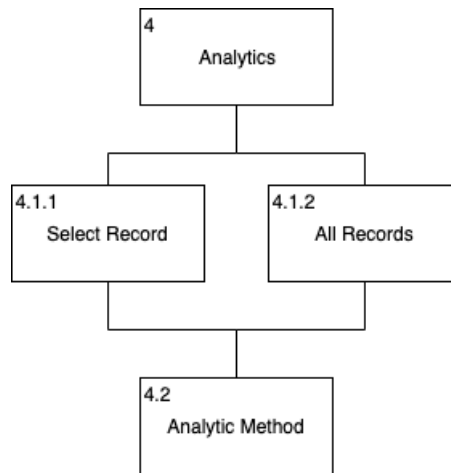 4
Analytics
4.1.1
Select Record
4.1.2
All Records
4.2
Analytic Method